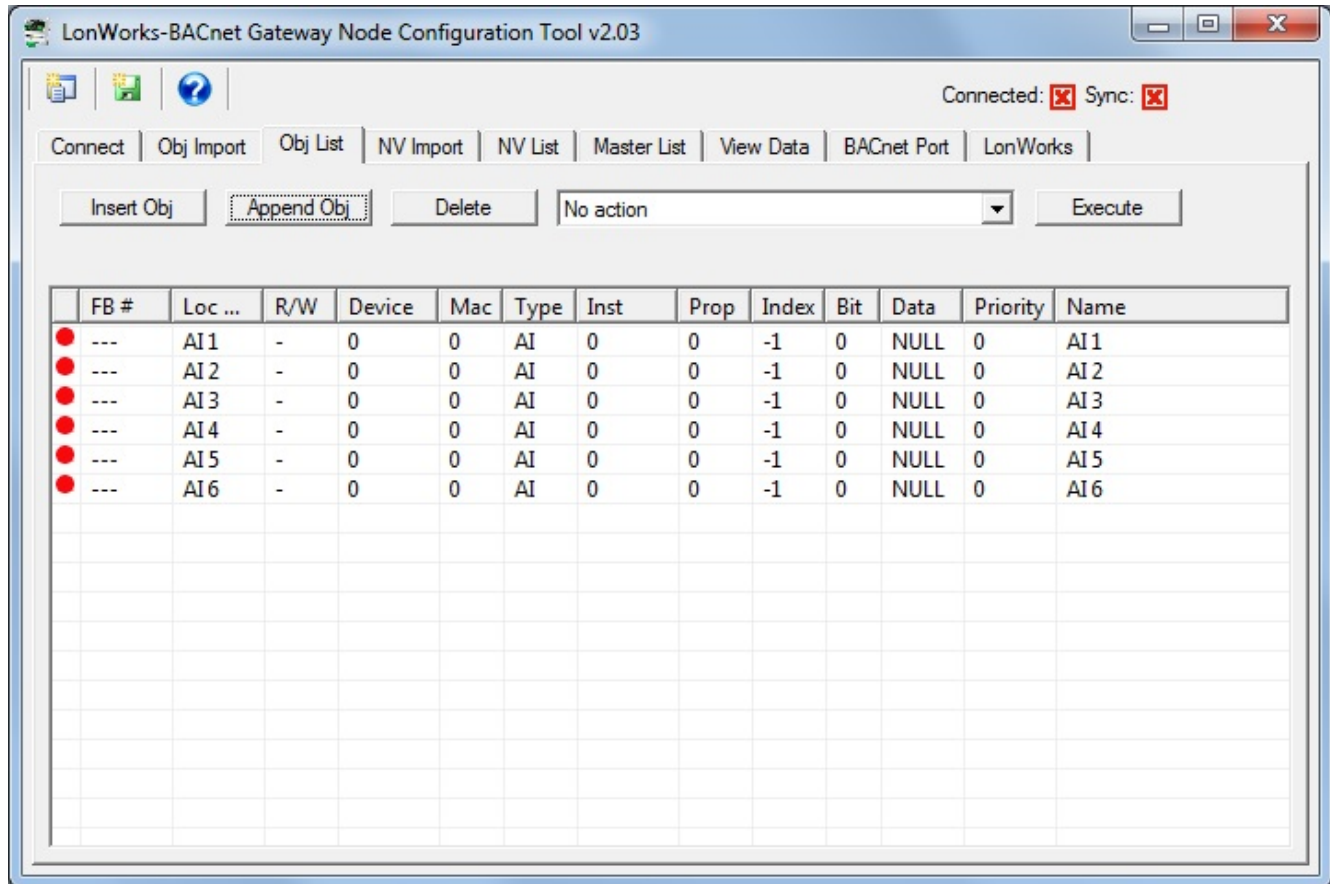 LonWorks-BACnet Gateway Node Configuration Tool v2.03
Connected: Sync:
Connect Obj Import Obj List NV Import NV List Master List View Data BACnet Port LonWorks
Insert Obj Append Obj Delete No action Execute
FB # Loc ... R/W Device Mac Type Inst Prop Index Bit Data Priority Name
--- AI 1 - 0 0 AI 0 0 -1 0 NULL 0 AI 1
--- AI 2 - 0 0 AI 0 0 -1 0 NULL 0 AI 2
--- AI 3 - 0 0 AI 0 0 -1 0 NULL 0 AI 3
--- AI 4 - 0 0 AI 0 0 -1 0 NULL 0 AI 4
--- AI 5 - 0 0 AI 0 0 -1 0 NULL 0 AI 5
--- AI 6 - 0 0 AI 0 0 -1 0 NULL 0 AI 6